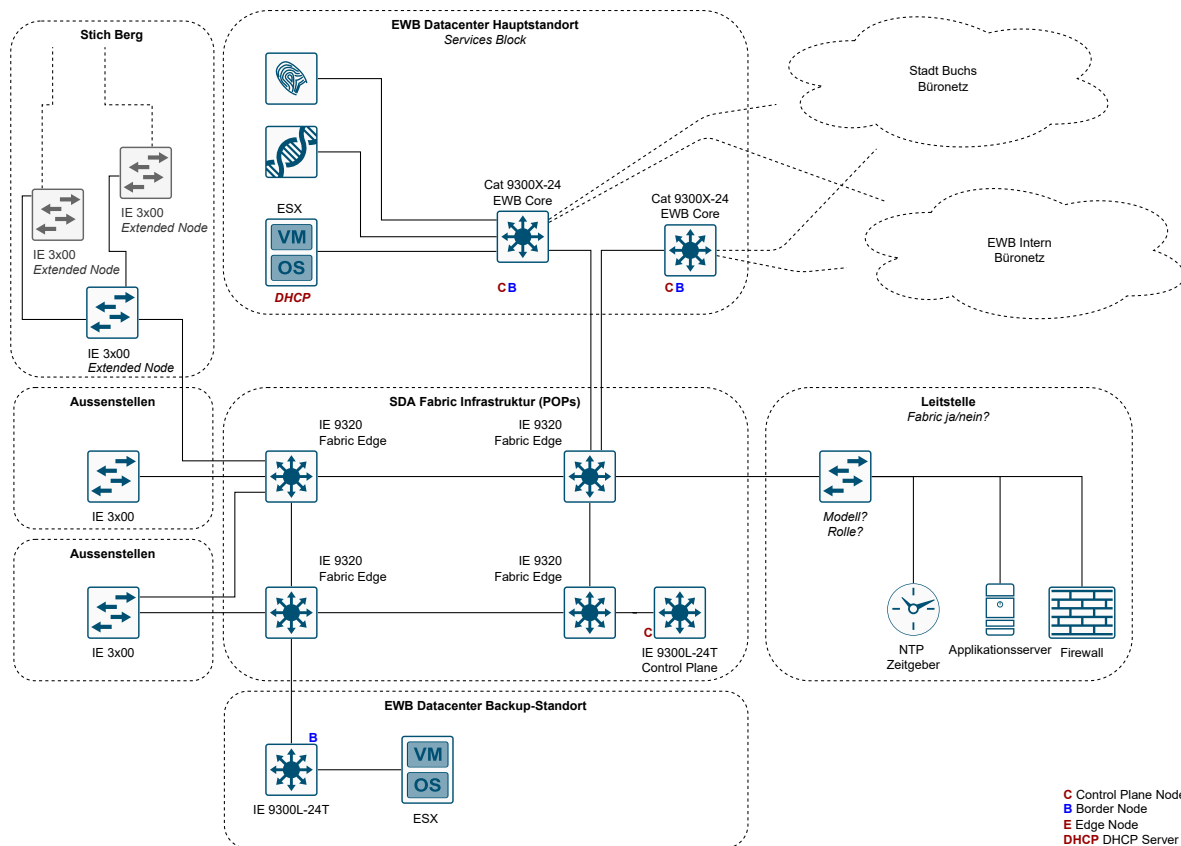 Stich Berg
IE 3x00
Extended Node
IE 3x00
Extended Node
IE 3x00
Extended Node
EWB Datacenter Hauptstandort
Services Block
ESX
VM
OS
DHCP
Cat 9300X-24
EWB Core
C B
Cat 9300X-24
EWB Core
C B
Stadt Buchs
Büronetz
EWB Intern
Büronetz
Aussenstellen
IE 3x00
Aussenstellen
IE 3x00
SDA Fabric Infrastruktur (POPs)
IE 9320
Fabric Edge
IE 9320
Fabric Edge
IE 9320
Fabric Edge
IE 9320
Fabric Edge
C
IE 9300L-24T
Control Plane
Leitstelle
Fabric ja/nein?
Modell?
Rolle?
NTP
Zeitgeber
Applikationsserver
Firewall
EWB Datacenter Backup-Standort
B
IE 9300L-24T
VM
OS
ESX
C Control Plane Node
B Border Node
E Edge Node
DHCP DHCP Server